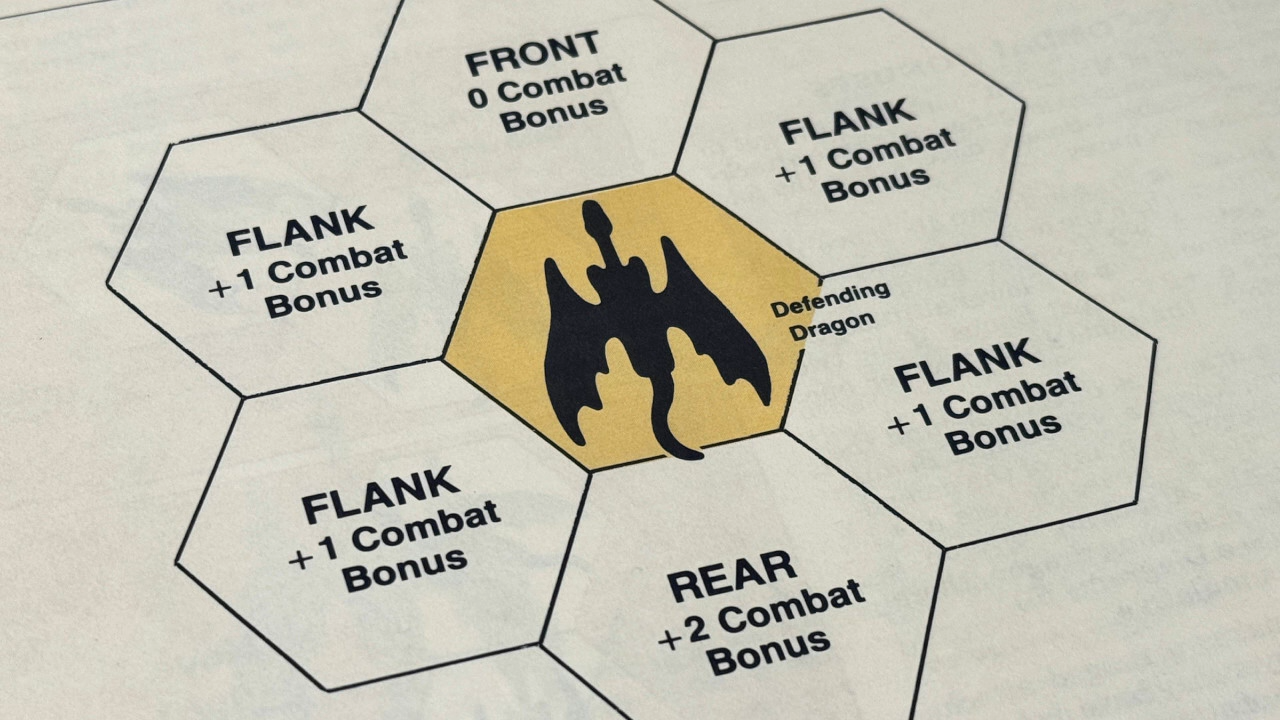 FRONT
0 Combat
Bonus
FLANK
+1 Combat
Bonus
FLANK
+1 Combat
Bonus
Defending
Dragon
FLANK
+1 Combat
Bonus
FLANK
+1 Combat
Bonus
REAR
+2 Combat
Bonus